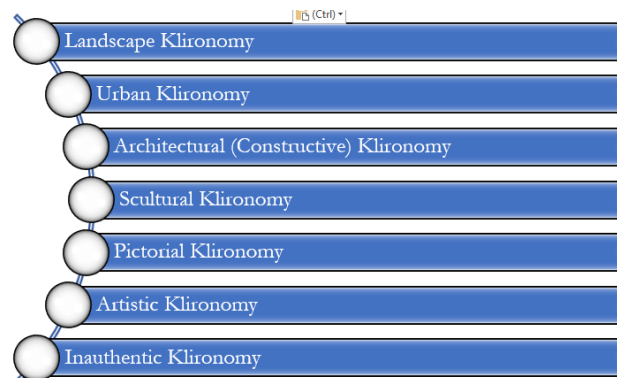 (Ctrl)
Landscape Klironomy
Urban Klironomy
Architectural (Constructive) Klironomy
Scultural Klironomy
Pictorial Klironomy
Artistic Klironomy
Inauthentic Klironomy